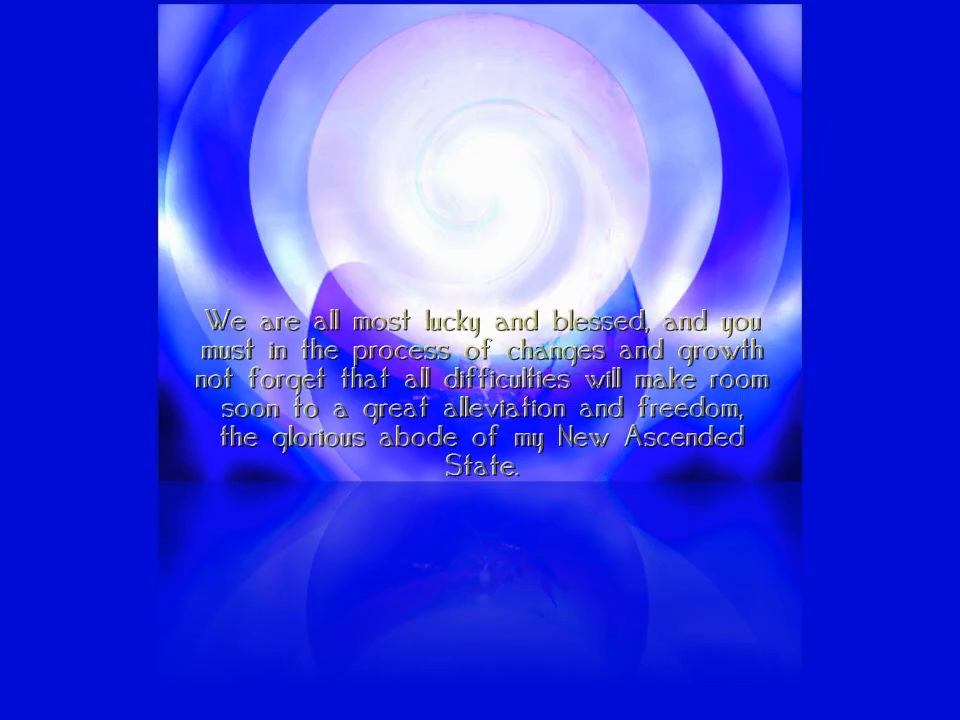 We are all most lucky and blessed, and you
must in the process of changes and growth
not forget that all difficulties will make room
soon to a great alleviation and freedom,
the glorious abode of my New Ascended
State.